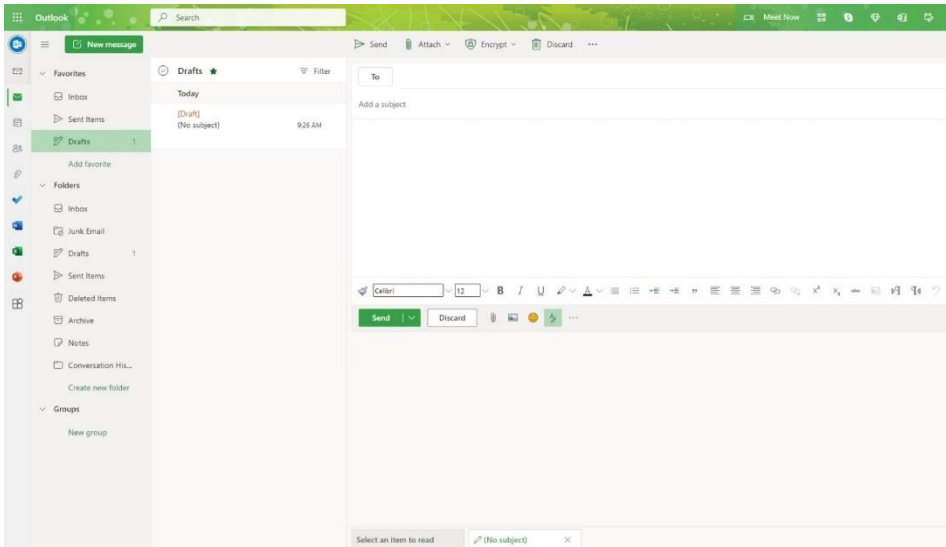 Outlook
Search
Meet Now
New message
Send Attach Encrypt Discard
Favorites
Inbox
Sent Items
Drafts 1
Add favorite
Folders
Inbox
Junk Email
Drafts 1
Sent Items
Deleted Items
Archive
Notes
Conversation His...
Create new folder
Groups
New group
Drafts Filter
Today
[Draft]
(No subject) 9:26 AM
To
Add a subject
Calibri 12 B I U A
Send Discard
Select an item to read (No subject)